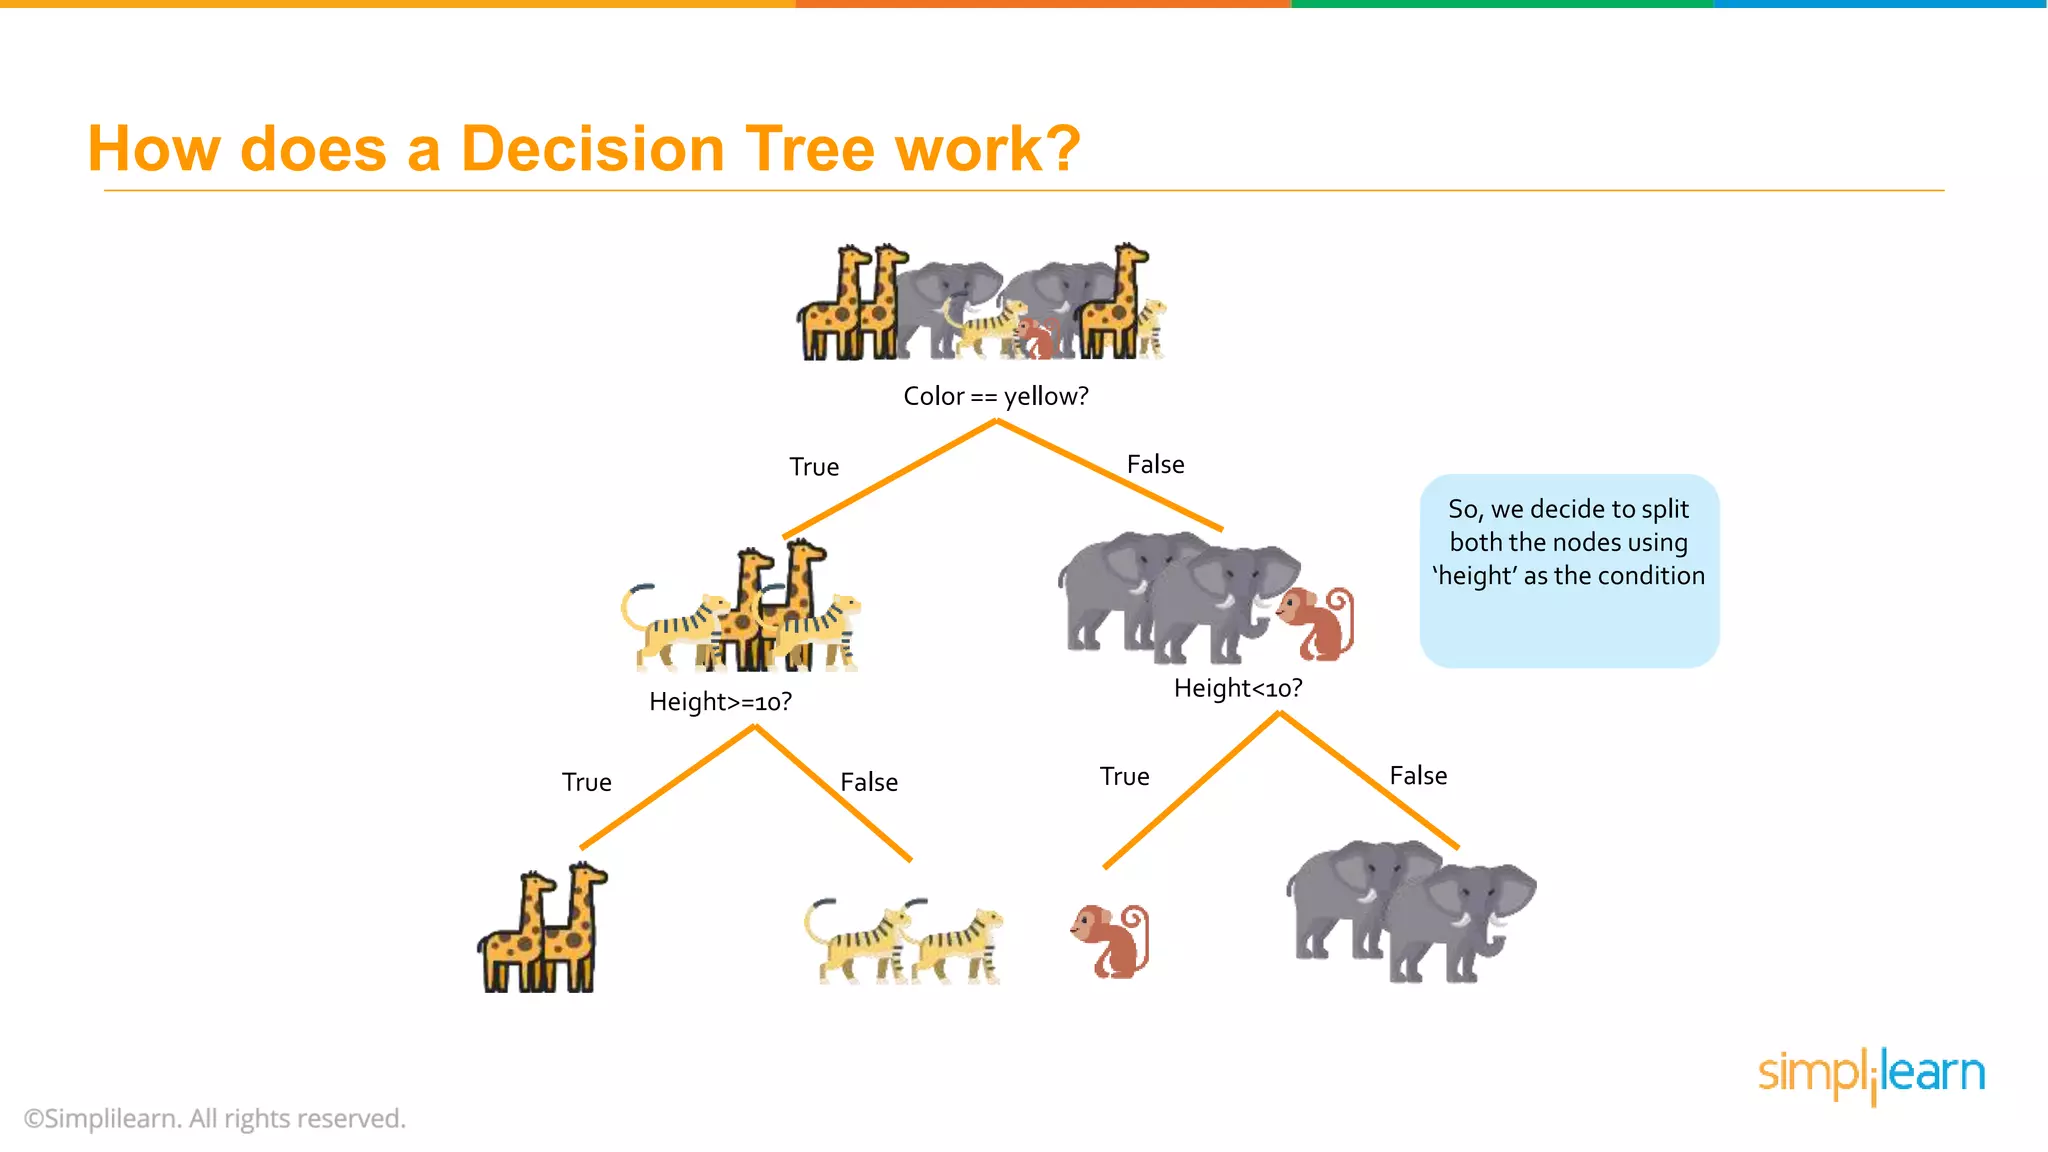 How does a Decision Tree work?
Color == yellow?
True
False
So, we decide to split
both the nodes using
‘height’ as the condition
Height>=10?
Height<10?
True
False
True
False
simplilearn
©Simplilearn. All rights reserved.